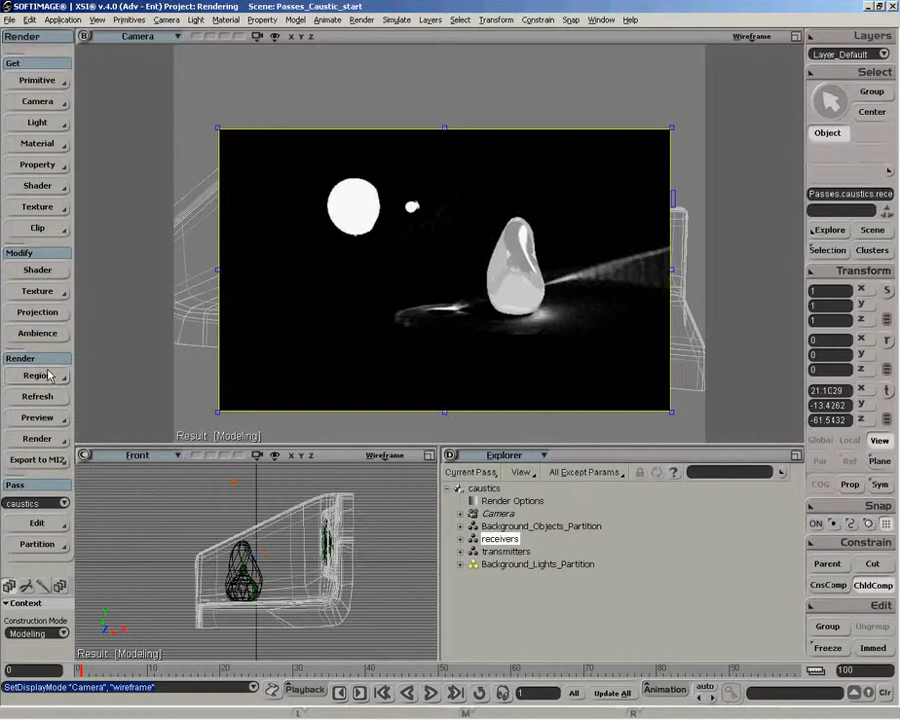 SOFTIMAGE® | XSI® v.4.0 (Adv - Ent) Project: Rendering Scene: Passes_Caustic_start
File Edit Application View Primitives Camera Light Material Property Model Animate Render Simulate Layers Select Transform Constrain Snap Window Help
Render
Get
Primitive
Camera
Light
Material
Property
Shader
Texture
Clip
Modify
Shader
Texture
Projection
Ambience
Render
Region
Refresh
Preview
Render
Export to MI2
Pass
caustics
Edit
Partition
Context
Construction Mode
Modeling
0
SetDisplayMode "Camera", "wireframe"
B Camera X Y Z Wireframe
Result [Modeling]
C Front X Y Z Wireframe
Result [Modeling]
Explorer
Current Pass View All Except Params ?
caustics
Render Options
Camera
Background_Objects_Partition
receivers
transmitters
Background_Lights_Partition
Layers
Layer_Default
Select
Group
Center
Object
Passes.caustics.rece
Explore Scene
Selection Clusters
Transform
1 x s
1 y
1 z
0 x r
0 y
0 z
21.1029 x t
-13.4262 y
-61.5432 z
Global Local View
Par Ref Plane
COG Prop Sym
Snap
ON
Constrain
Parent Cut
CnsComp ChldComp
Edit
Group Ungroup
Freeze Immed
0 10 20 30 40 50 60 70 80 90
100
Playback 1 All Update All Animation auto Clr
L M R